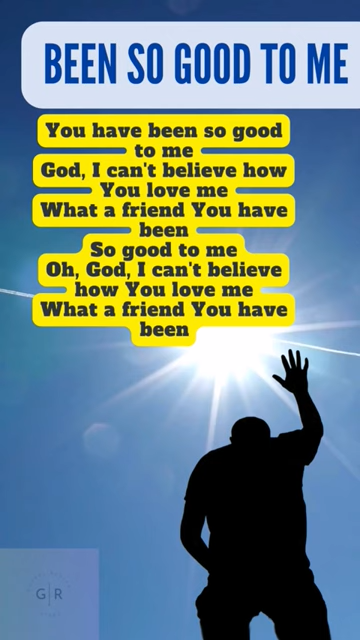 BEEN SO GOOD TO ME
You have been so good
to me
God, I can't believe how
You love me
What a friend You have
been
So good to me
Oh, God, I can't believe
how You love me
What a friend You have
been
G|R